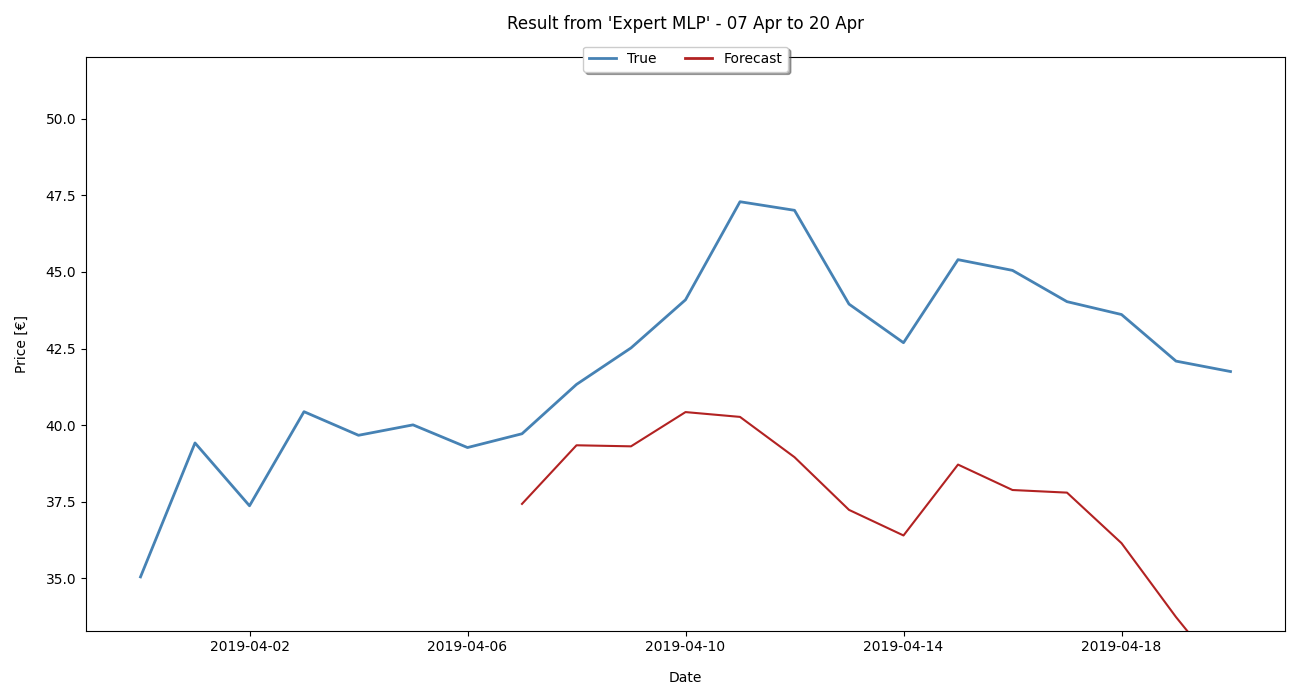 Result from 'Expert MLP' - 07 Apr to 20 Apr
True Forecast
50.0
47.5
45.0
42.5
40.0
37.5
35.0
Price [€]
2019-04-02 2019-04-06 2019-04-10 2019-04-14 2019-04-18
Date